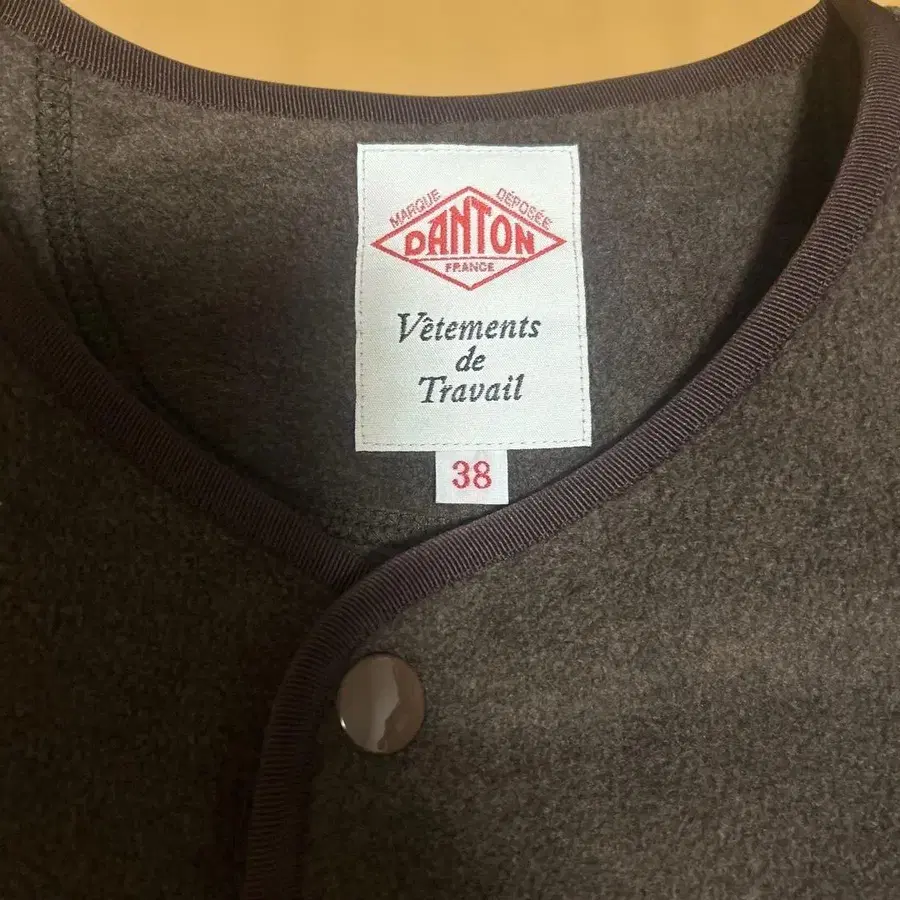 MARQUE DÉPOSÉE
DANTON
FRANCE
Vêtements
de
Travail
38